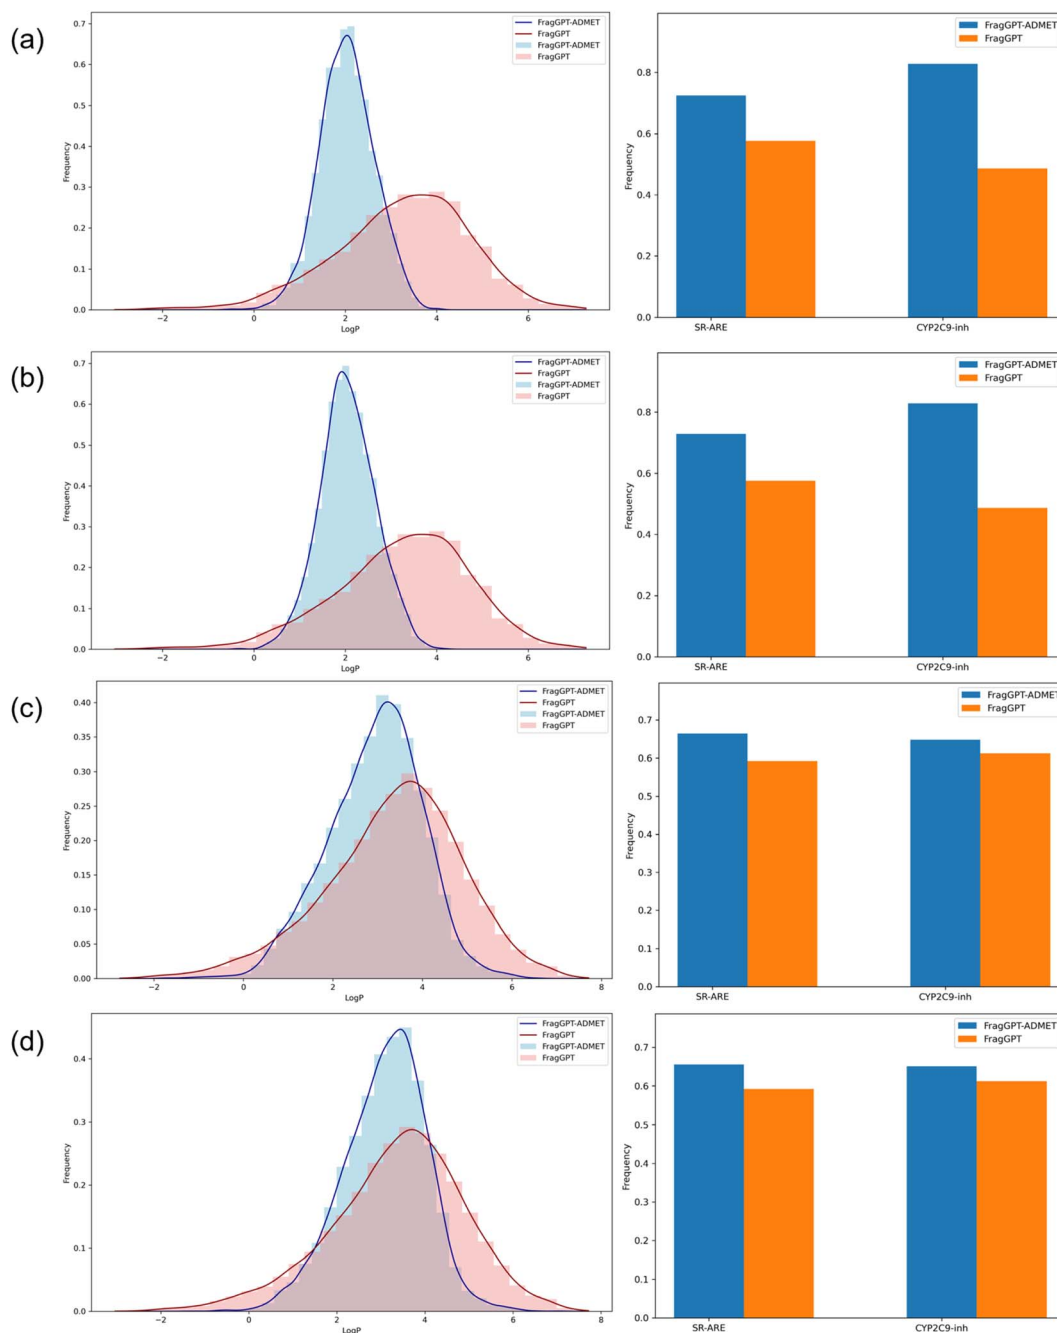 (a)
0.7
0.6
0.5
0.4
0.3
0.2
0.1
0.0
Frequency
−2 0 2 4 6
LogP
FragGPT-ADMET
FragGPT
FragGPT-ADMET
FragGPT
0.8
0.6
0.4
0.2
0.0
Frequency
SR-ARE CYP2C9-inh
FragGPT-ADMET
FragGPT
(b)
0.7
0.6
0.5
0.4
0.3
0.2
0.1
0.0
Frequency
−2 0 2 4 6
LogP
FragGPT-ADMET
FragGPT
FragGPT-ADMET
FragGPT
0.8
0.6
0.4
0.2
0.0
Frequency
SR-ARE CYP2C9-inh
FragGPT-ADMET
FragGPT
(c)
0.40
0.35
0.30
0.25
0.20
0.15
0.10
0.05
0.00
Frequency
−2 0 2 4 6 8
LogP
FragGPT-ADMET
FragGPT
FragGPT-ADMET
FragGPT
0.7
0.6
0.5
0.4
0.3
0.2
0.1
0.0
Frequency
SR-ARE CYP2C9-inh
FragGPT-ADMET
FragGPT
(d)
0.4
0.3
0.2
0.1
0.0
Frequency
−2 0 2 4 6 8
LogP
FragGPT-ADMET
FragGPT
FragGPT-ADMET
FragGPT
0.7
0.6
0.5
0.4
0.3
0.2
0.1
0.0
Frequency
SR-ARE CYP2C9-inh
FragGPT-ADMET
FragGPT